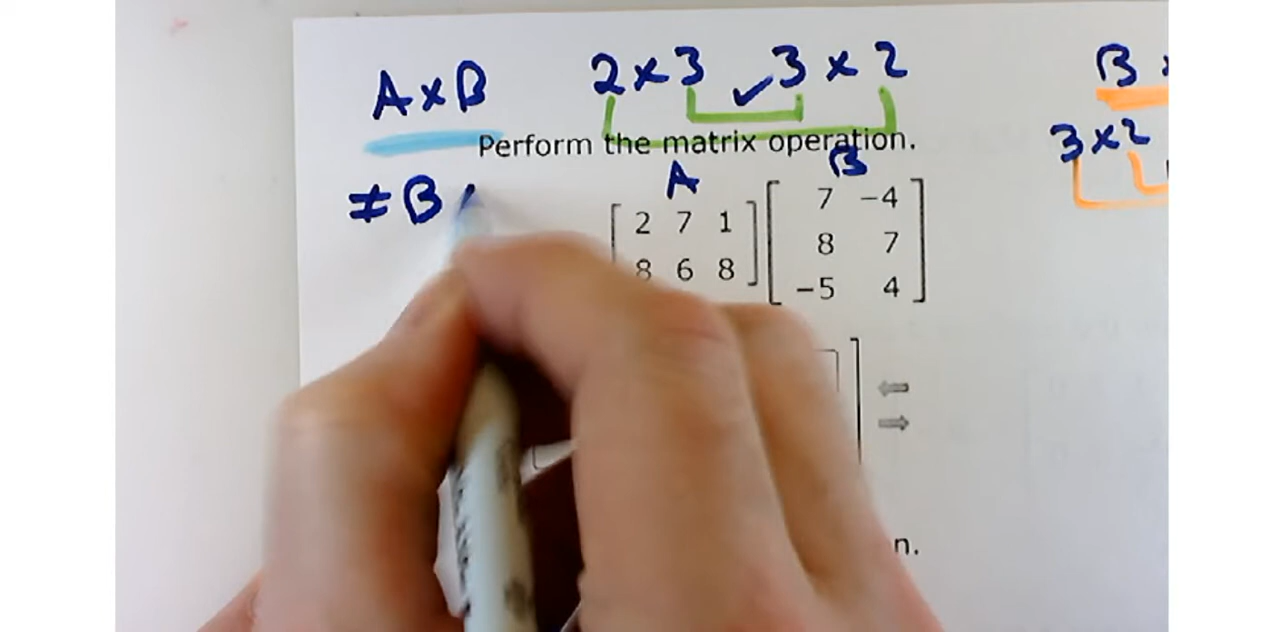 A×B 2×3 ✓ 3×2 B
Perform the matrix operation. 3×2
≠B A B
2 7 1 7 -4
8 6 8 8 7
-5 4
n.